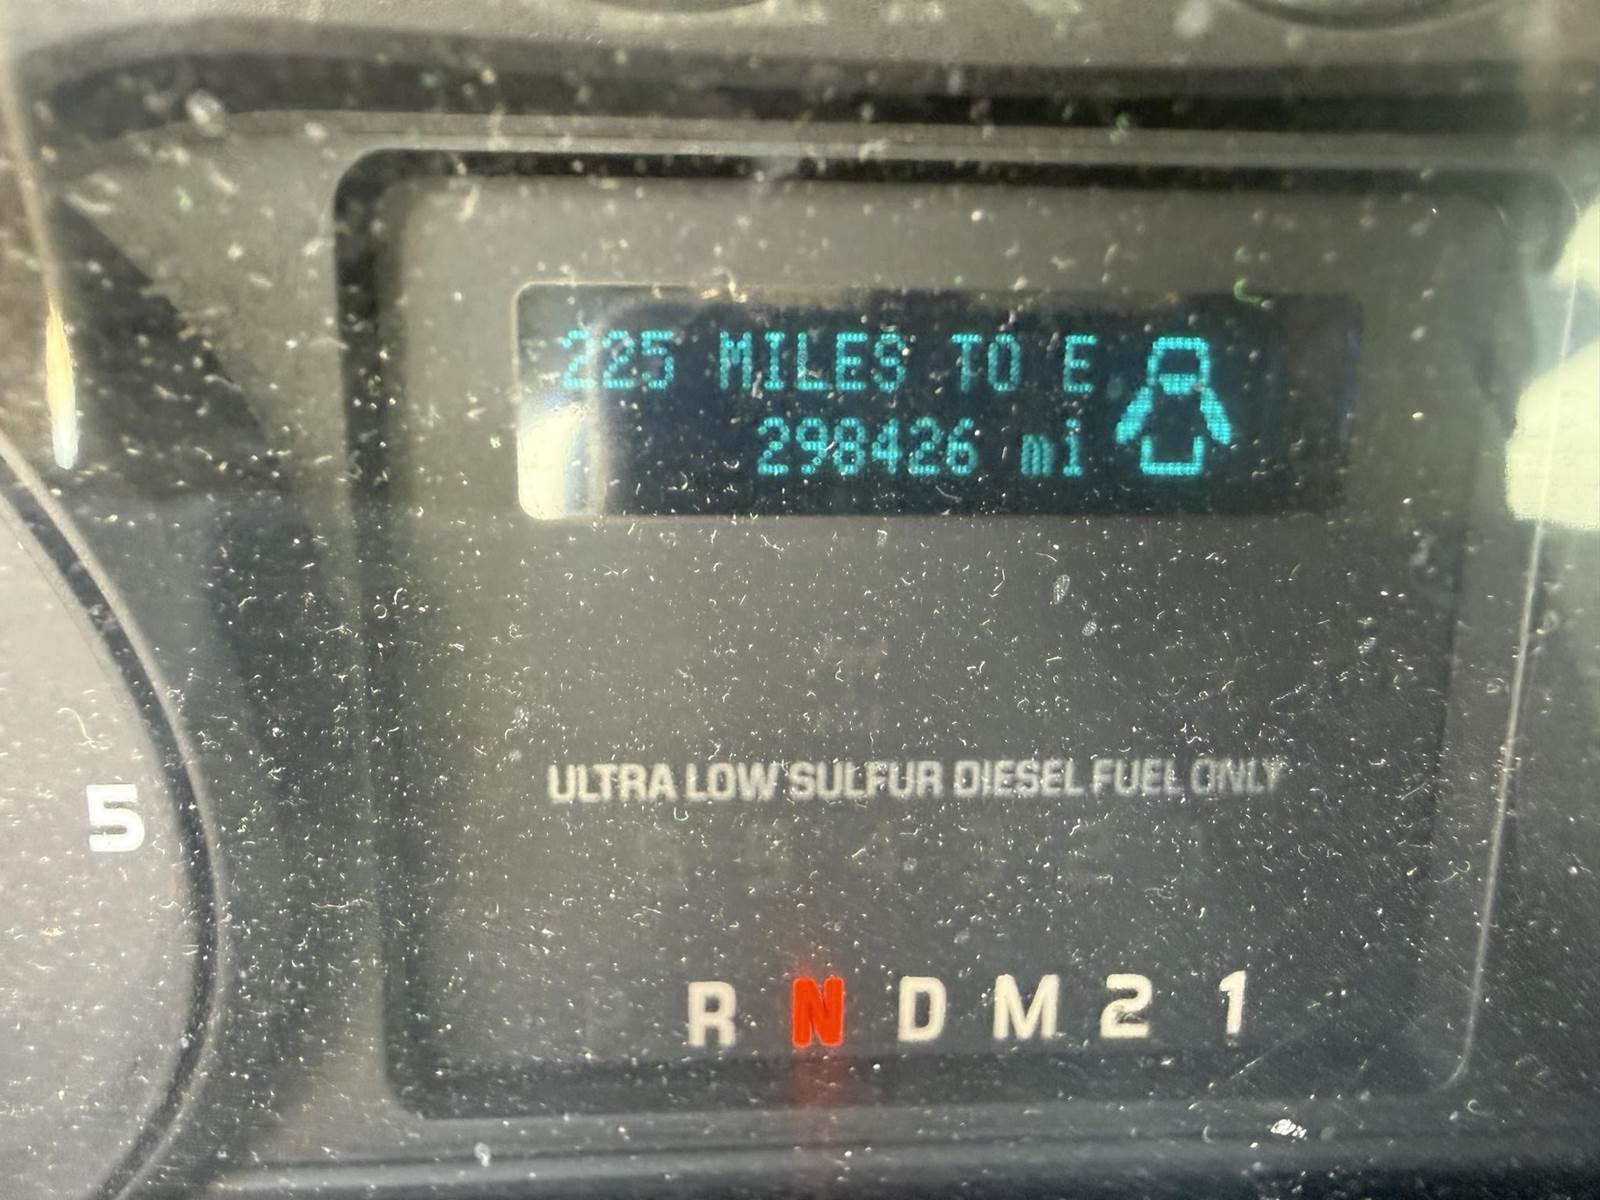 225 MILES TO E
298426 mi
ULTRA LOW SULFUR DIESEL FUEL ONLY
5
R N D M 2 1